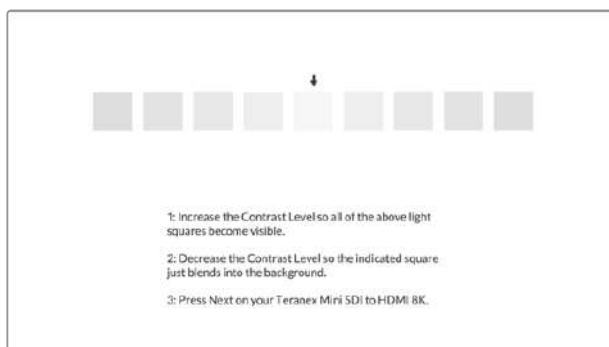 1: Increase the Contrast Level so all of the above light
squares become visible.
2: Decrease the Contrast Level so the indicated square
just blends into the background.
3: Press Next on your Teranex Mini SDI to HDMI 8K.